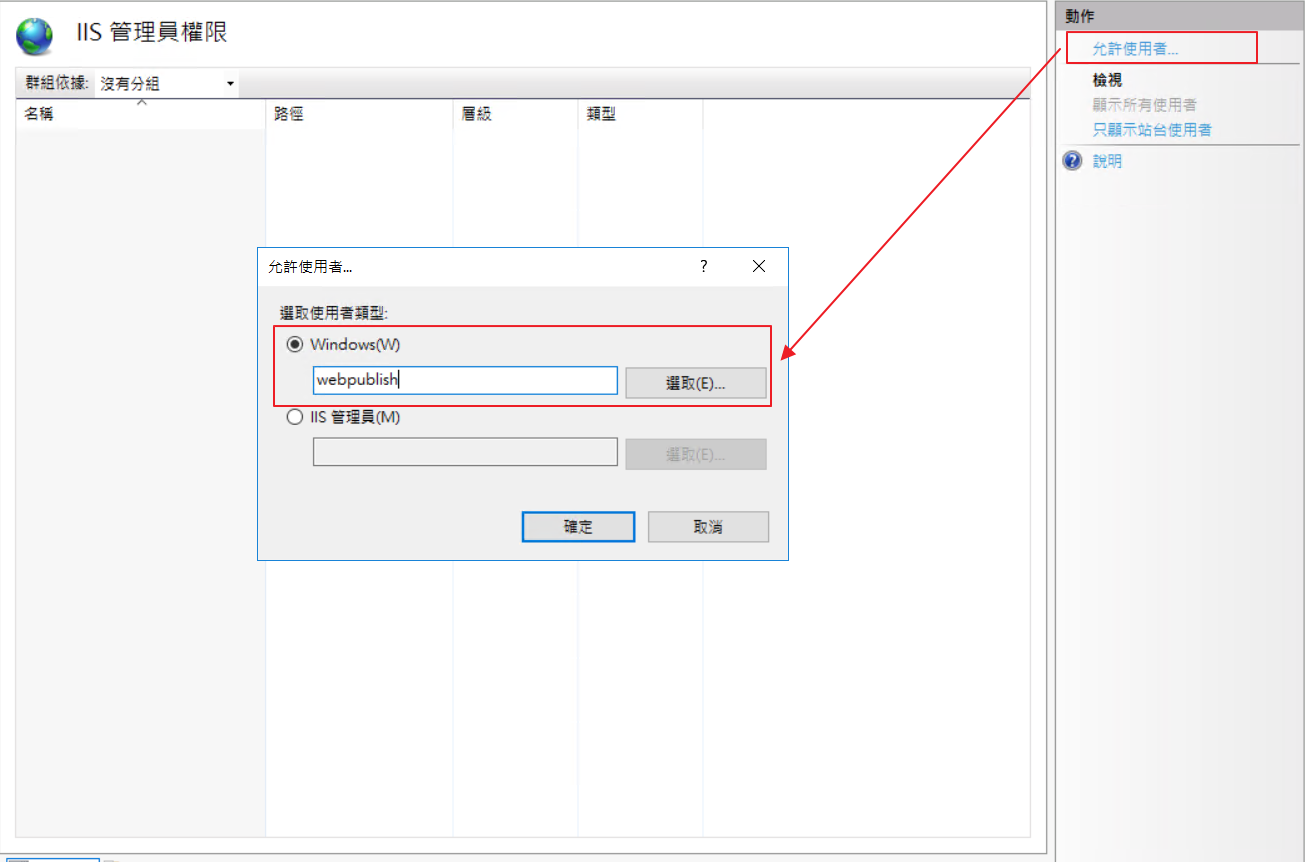 IIS 管理員權限
群組依據: 沒有分組
名稱 路徑 層級 類型
允許使用者...
?
選取使用者類型:
Windows(W)
webpublish
選取(E)...
IIS 管理員(M)
選取(E)...
確定 取消
動作
允許使用者...
檢視
顯示所有使用者
只顯示站台使用者
? 說明